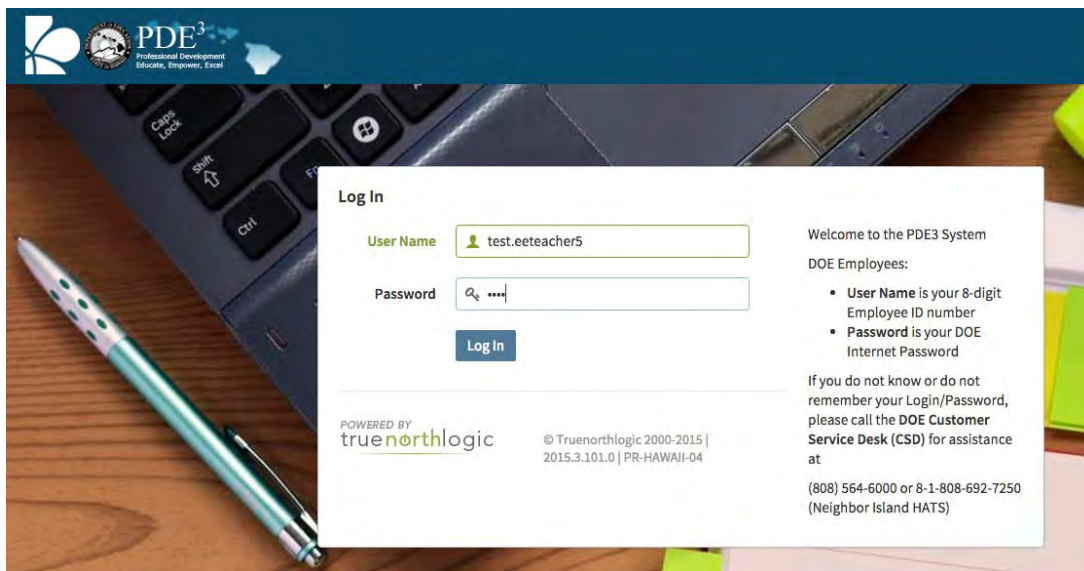 PDE3
Professional Development
Educate, Empower, Excel
Caps
Lock
Shift
Ctrl
Log In
User Name
test.eeteacher5
Password
••••
Log In
POWERED BY
truenorthlogic
© Truenorthlogic 2000-2015 |
2015.3.101.0 | PR-HAWAII-04
Welcome to the PDE3 System
DOE Employees:
• User Name is your 8-digit
Employee ID number
• Password is your DOE
Internet Password
If you do not know or do not
remember your Login/Password,
please call the DOE Customer
Service Desk (CSD) for assistance
at
(808) 564-6000 or 8-1-808-692-7250
(Neighbor Island HATS)